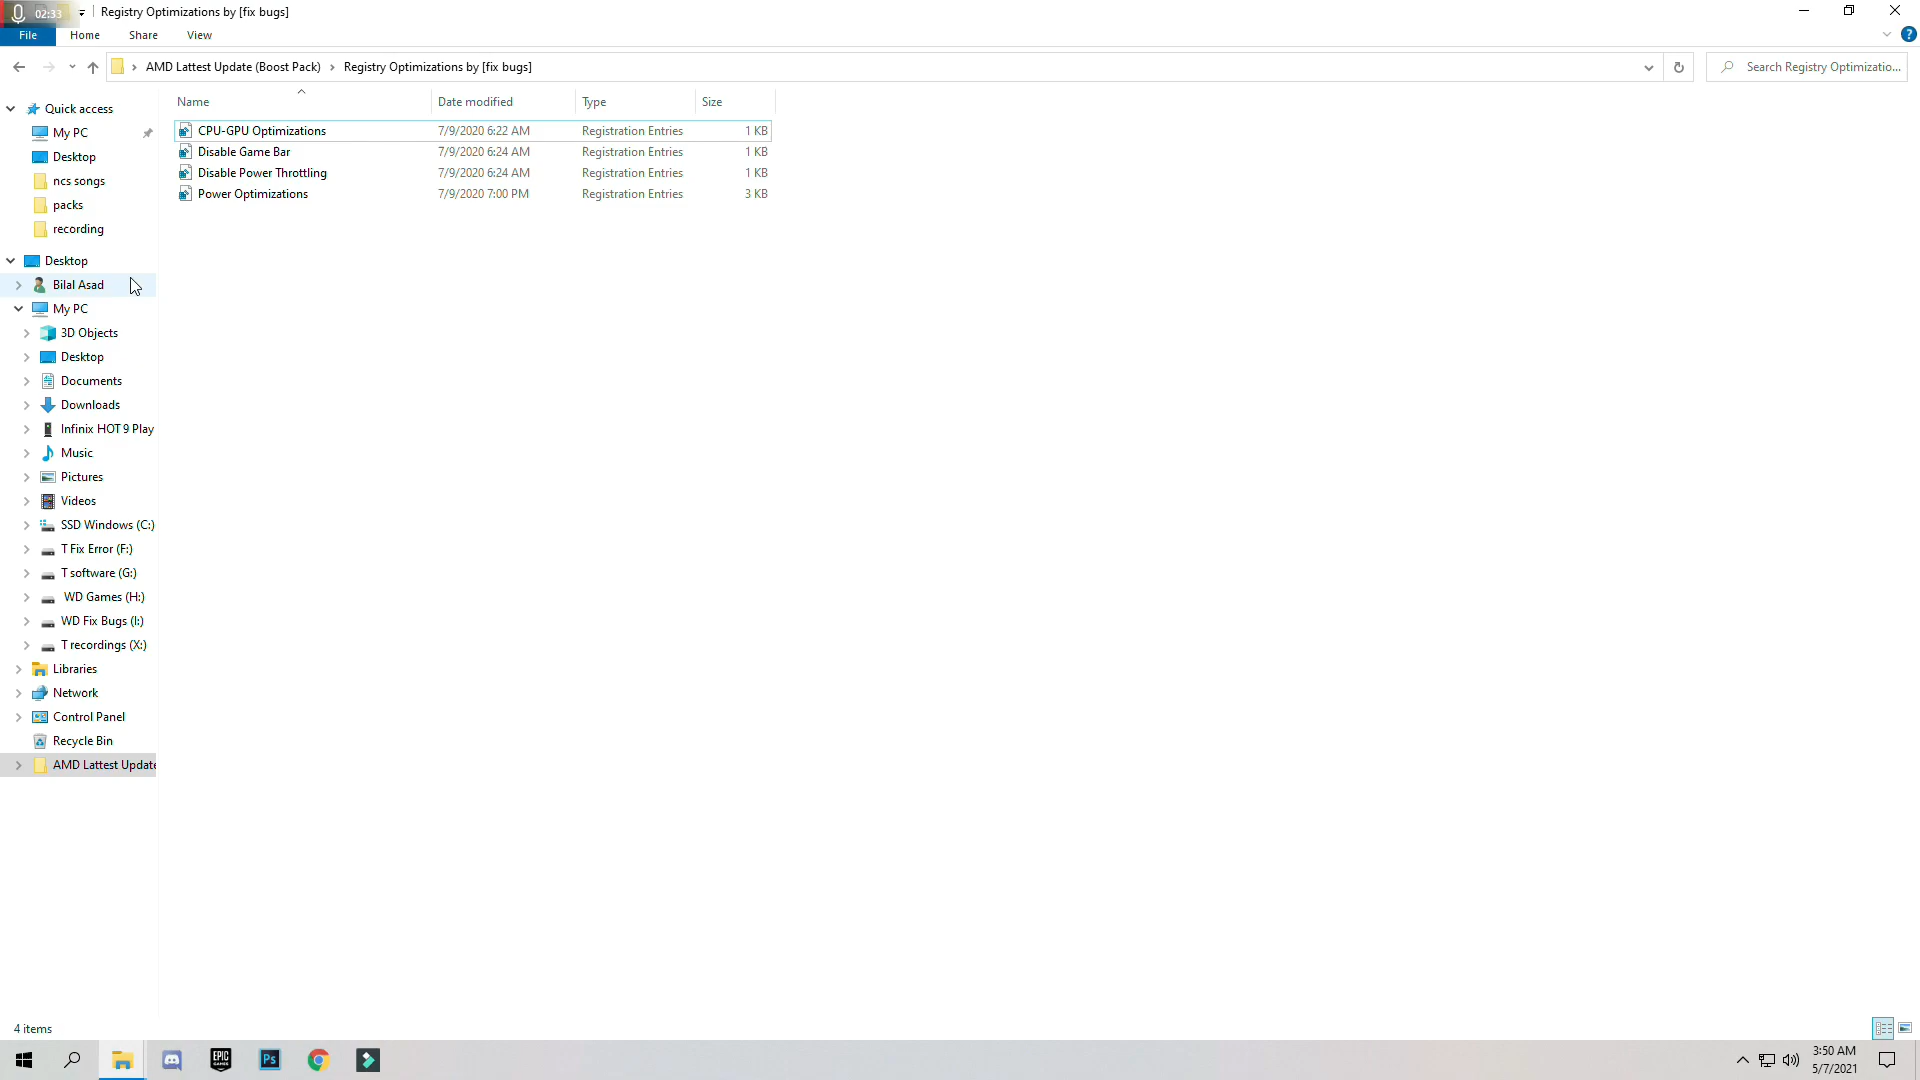 02:33
Registry Optimizations by [fix bugs]
File
Home
Share
View
?
AMD Lattest Update (Boost Pack)
Registry Optimizations by [fix bugs]
Search Registry Optimizatio...
Name
Date modified
Type
Size
CPU-GPU Optimizations 7/9/2020 6:22 AM Registration Entries 1 KB
Disable Game Bar 7/9/2020 6:24 AM Registration Entries 1 KB
Disable Power Throttling 7/9/2020 6:24 AM Registration Entries 1 KB
Power Optimizations 7/9/2020 7:00 PM Registration Entries 3 KB
Quick access
My PC
Desktop
ncs songs
packs
recording
Desktop
Bilal Asad
My PC
3D Objects
Desktop
Documents
Downloads
Infinix HOT 9 Play
Music
Pictures
Videos
SSD Windows (C:)
T Fix Error (F:)
T software (G:)
WD Games (H:)
WD Fix Bugs (I:)
T recordings (X:)
Libraries
Network
Control Panel
Recycle Bin
AMD Lattest Update
4 items
EPIC
GAMES
Ps
3:50 AM
5/7/2021